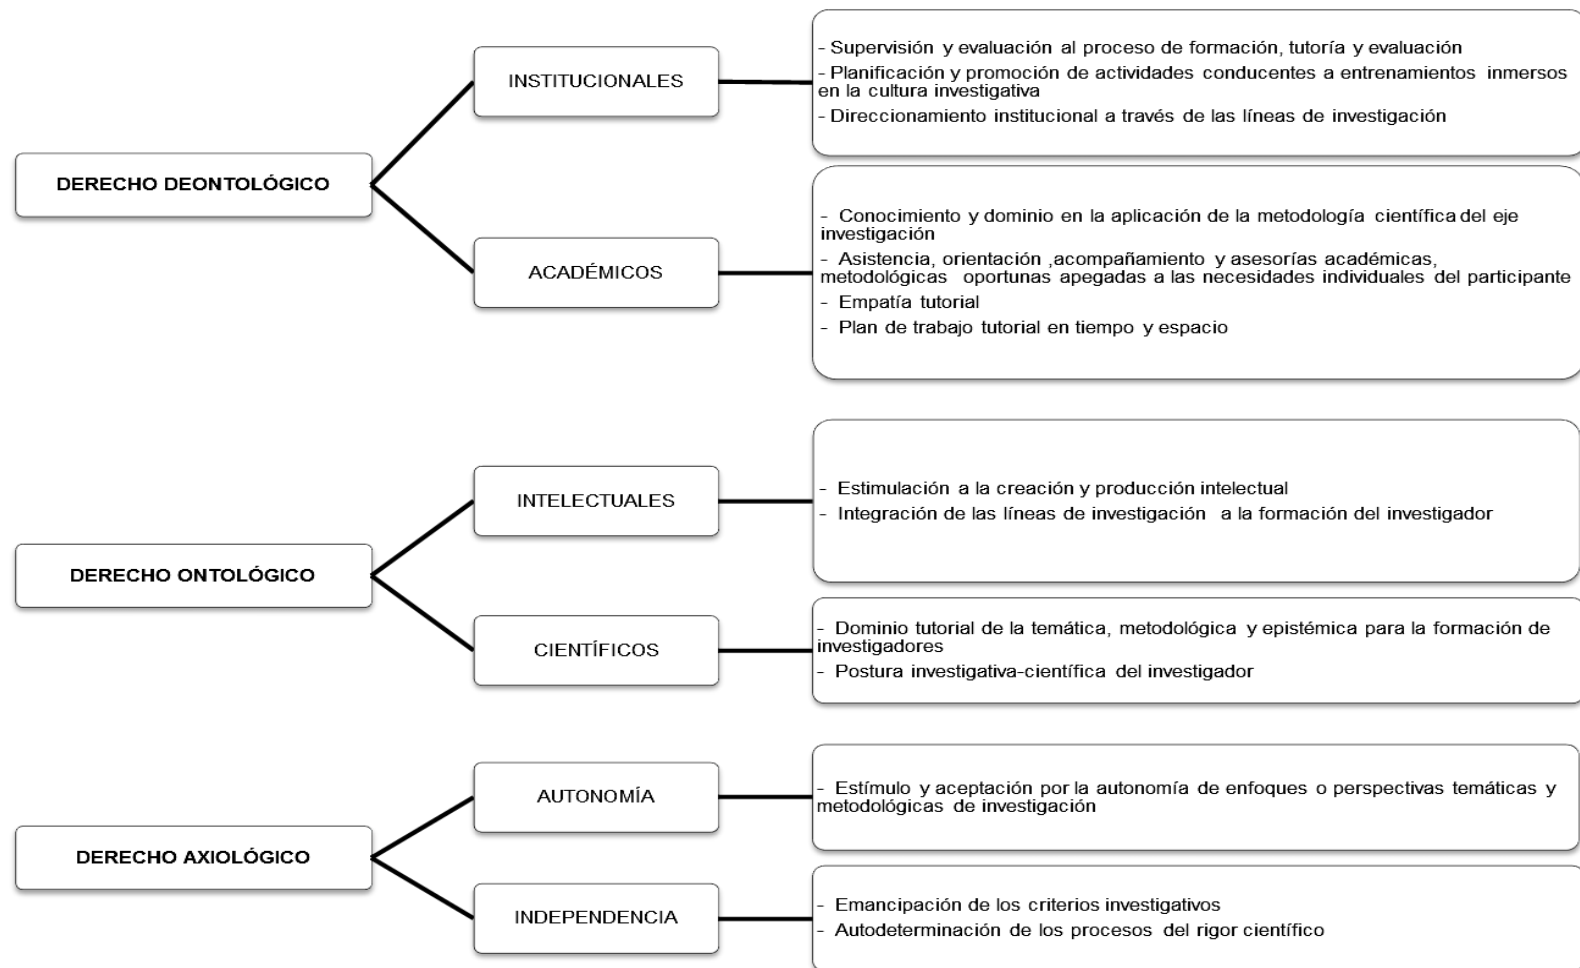 DERECHO DEONTOLÓGICO
INSTITUCIONALES
- Supervisión y evaluación al proceso de formación, tutoría y evaluación
- Planificación y promoción de actividades conducentes a entrenamientos inmersos
en la cultura investigativa
- Direccionamiento institucional a través de las líneas de investigación
ACADÉMICOS
- Conocimiento y dominio en la aplicación de la metodología científica del eje
investigación
- Asistencia, orientación ,acompañamiento y asesorías académicas,
metodológicas oportunas apegadas a las necesidades individuales del participante
- Empatía tutorial
- Plan de trabajo tutorial en tiempo y espacio
DERECHO ONTOLÓGICO
INTELECTUALES
- Estimulación a la creación y producción intelectual
- Integración de las líneas de investigación a la formación del investigador
CIENTÍFICOS
- Dominio tutorial de la temática, metodológica y epistémica para la formación de
investigadores
- Postura investigativa-científica del investigador
DERECHO AXIOLÓGICO
AUTONOMÍA
- Estímulo y aceptación por la autonomía de enfoques o perspectivas temáticas y
metodológicas de investigación
INDEPENDENCIA
- Emancipación de los criterios investigativos
- Autodeterminación de los procesos del rigor científico